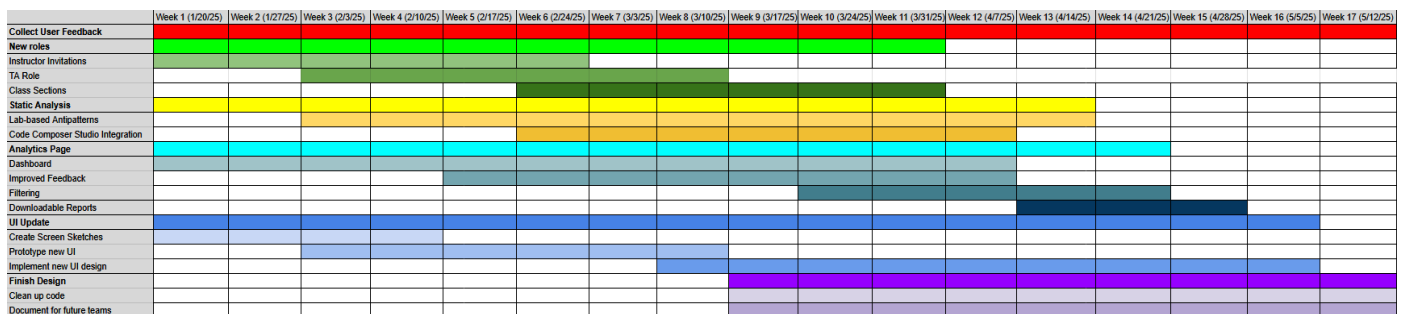 Week 1 (1/20/25) Week 2 (1/27/25) Week 3 (2/3/25) Week 4 (2/10/25) Week 5 (2/17/25) Week 6 (2/24/25) Week 7 (3/3/25) Week 8 (3/10/25) Week 9 (3/17/25) Week 10 (3/24/25) Week 11 (3/31/25) Week 12 (4/7/25) Week 13 (4/14/25) Week 14 (4/21/25) Week 15 (4/28/25) Week 16 (5/5/25) Week 17 (5/12/25)
Collect User Feedback
New roles
Instructor Invitations
TA Role
Class Sections
Static Analysis
Lab-based Antipatterns
Code Composer Studio Integration
Analytics Page
Dashboard
Improved Feedback
Filtering
Downloadable Reports
UI Update
Create Screen Sketches
Prototype new UI
Implement new UI design
Finish Design
Clean up code
Document for future teams